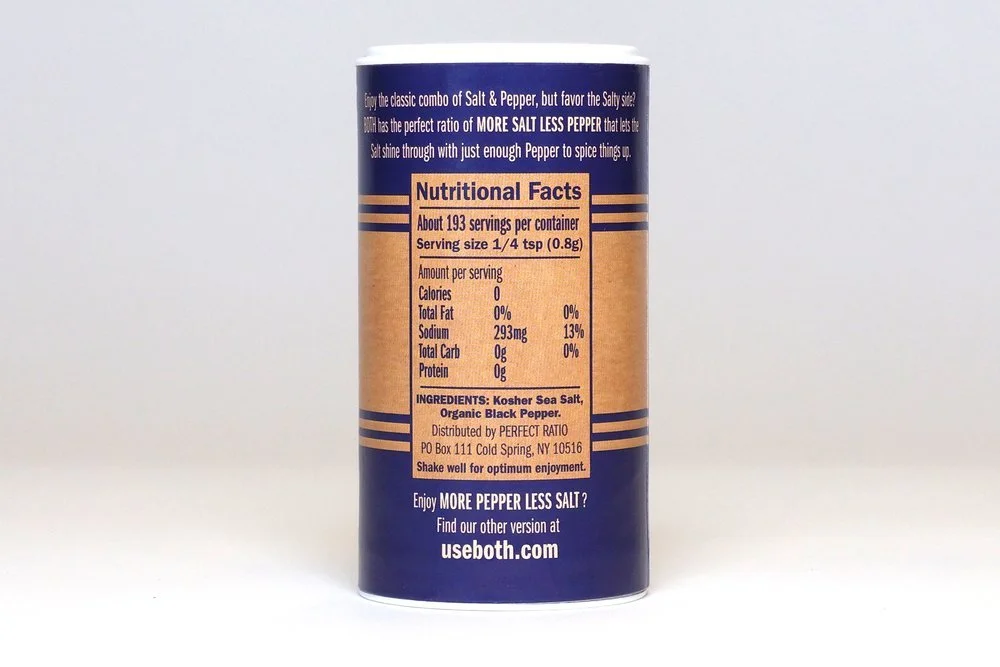 Enjoy the classic combo of Salt & Pepper, but favor the Salty side?
BOTH has the perfect ratio of MORE SALT LESS PEPPER that lets the
Salt shine through with just enough Pepper to spice things up.
Nutritional Facts
About 193 servings per container
Serving size 1/4 tsp (0.8g)
Amount per serving
Calories 0
Total Fat 0% 0%
Sodium 293mg 13%
Total Carb 0g 0%
Protein 0g
INGREDIENTS: Kosher Sea Salt,
Organic Black Pepper.
Distributed by PERFECT RATIO
PO Box 111 Cold Spring, NY 10516
Shake well for optimum enjoyment.
Enjoy MORE PEPPER LESS SALT ?
Find our other version at
useboth.com